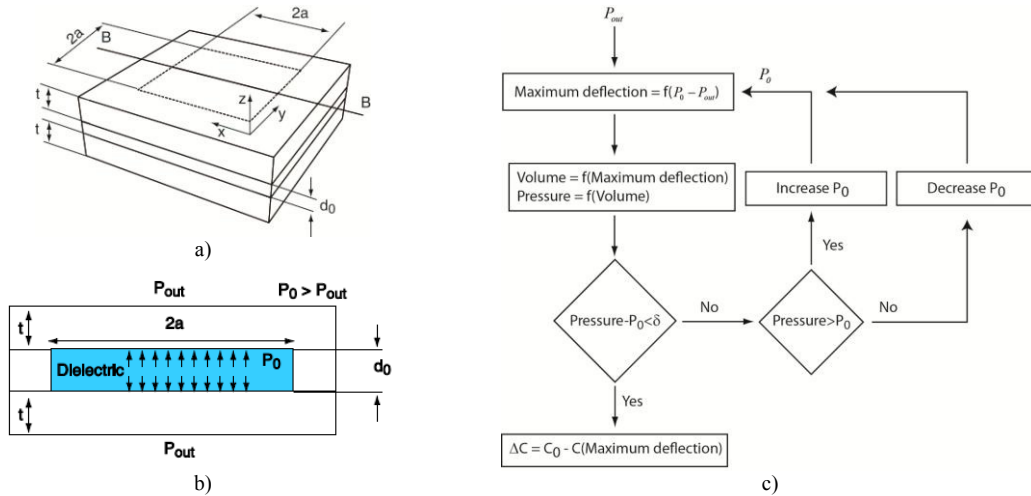 a)
2a
2a
B
t
t
z
y
x
B
d0
a)
Pout
P0 > Pout
t
2a
Dielectric
P0
d0
t
Pout
b)
c)
Pout
P0
Maximum deflection = f(P0 – Pout)
Volume = f(Maximum deflection)
Pressure = f(Volume)
Increase P0
Decrease P0
Yes
Pressure-P0<δ
No
Pressure>P0
No
Yes
ΔC = C0 - C(Maximum deflection)
c)